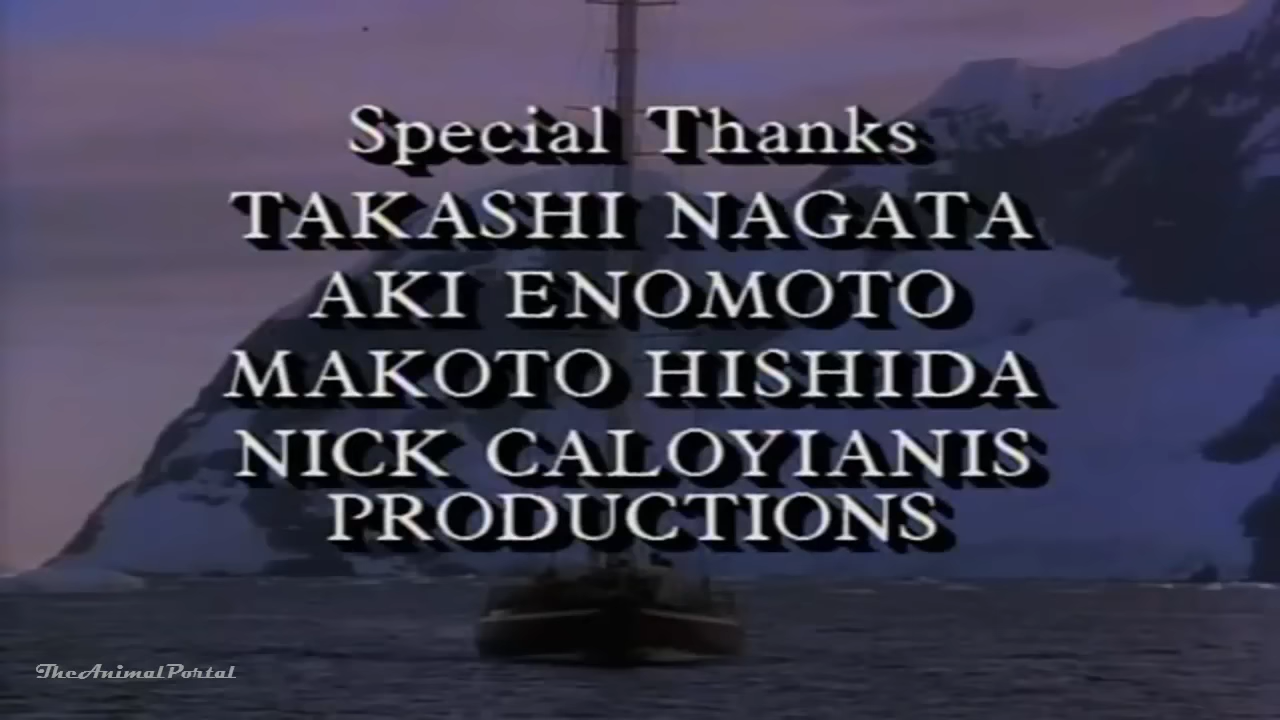 Special Thanks
TAKASHI NAGATA
AKI ENOMOTO
MAKOTO HISHIDA
NICK CALOYIANIS
PRODUCTIONS
TheAnimalPortal